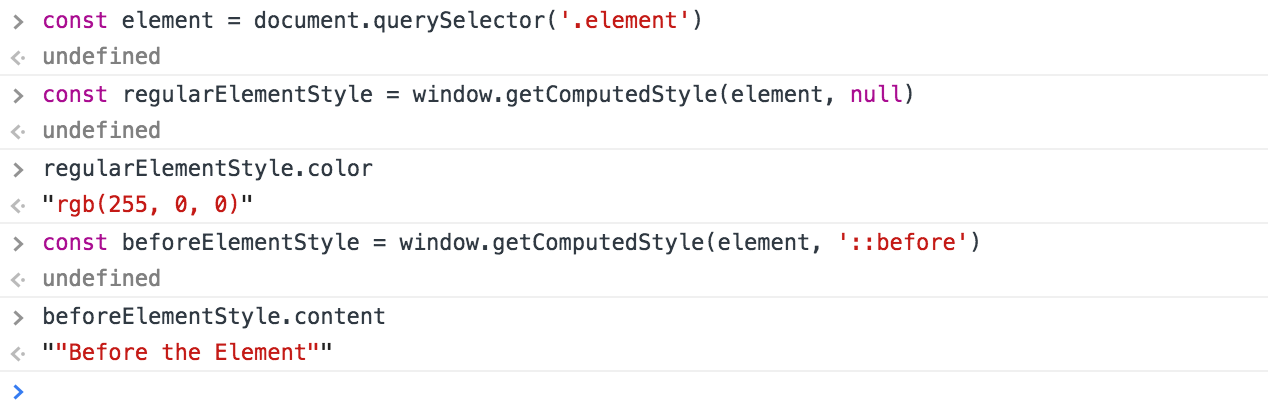 > const element = document.querySelector('.element')
<· undefined
> const regularElementStyle = window.getComputedStyle(element, null)
<· undefined
> regularElementStyle.color
<· "rgb(255, 0, 0)"
> const beforeElementStyle = window.getComputedStyle(element, '::before')
<· undefined
> beforeElementStyle.content
<· ""Before the Element""
>